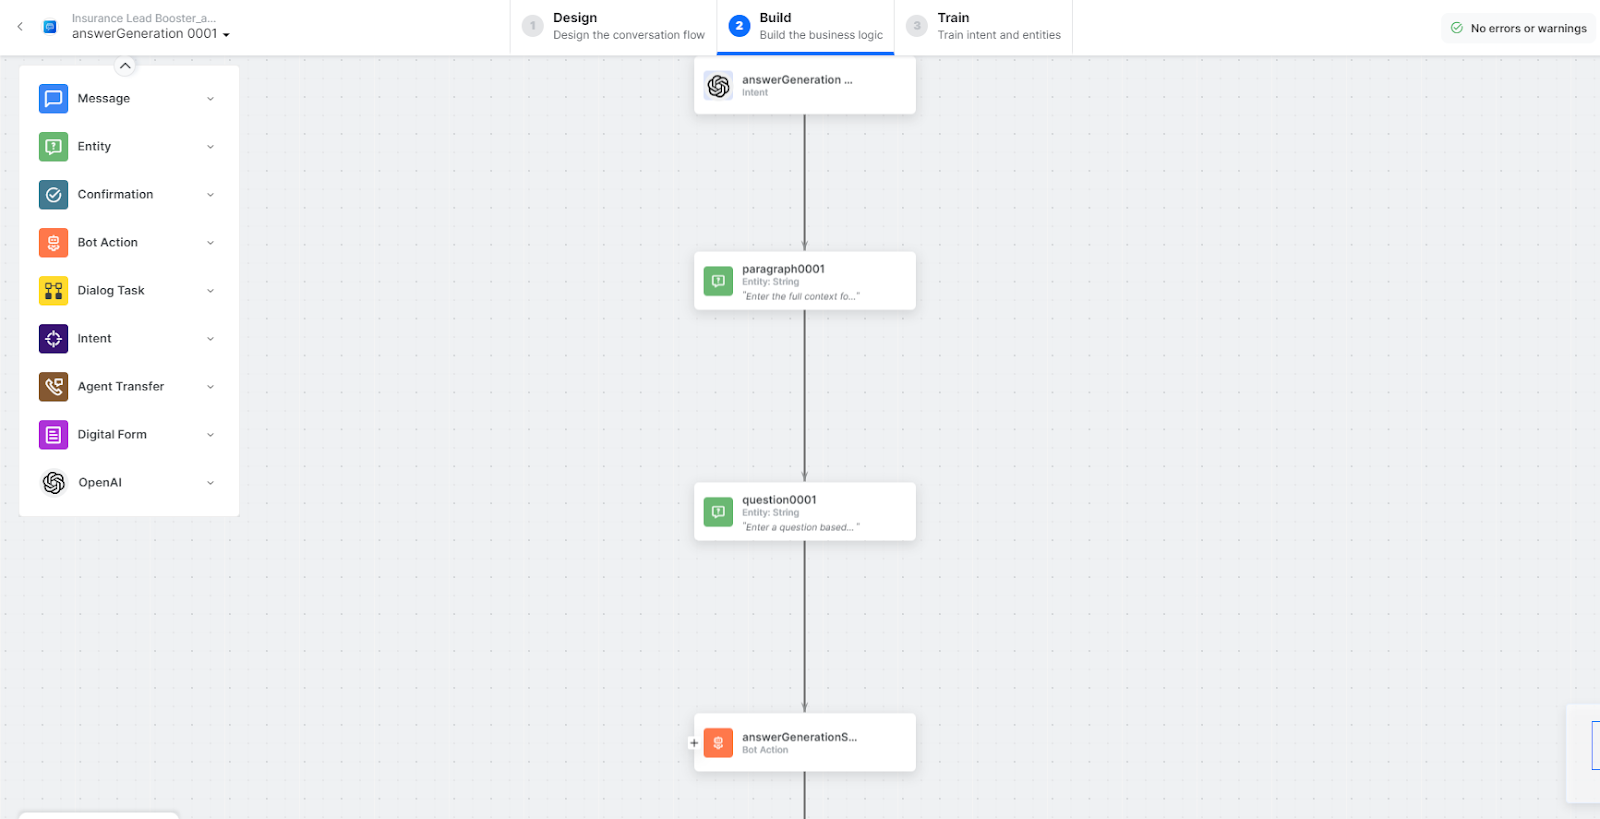 Insurance Lead Booster_a...
answerGeneration 0001
1
Design
Design the conversation flow
2
Build
Build the business logic
3
Train
Train intent and entities
No errors or warnings
Message
Entity
Confirmation
Bot Action
Dialog Task
Intent
Agent Transfer
Digital Form
OpenAI
answerGeneration ...
Intent
paragraph0001
Entity: String
"Enter the full context fo..."
question0001
Entity: String
"Enter a question based... "
answerGenerationS...
Bot Action